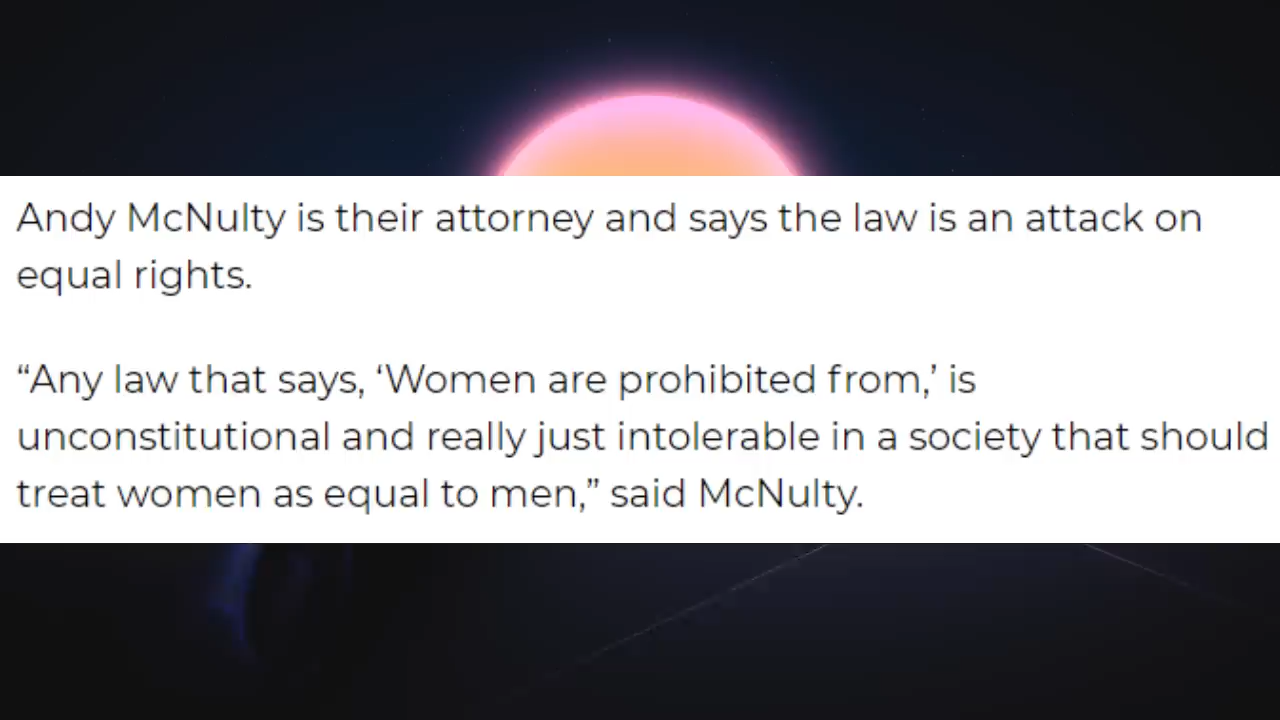 Andy McNulty is their attorney and says the law is an attack on
equal rights.
“Any law that says, ‘Women are prohibited from,’ is
unconstitutional and really just intolerable in a society that should
treat women as equal to men,” said McNulty.